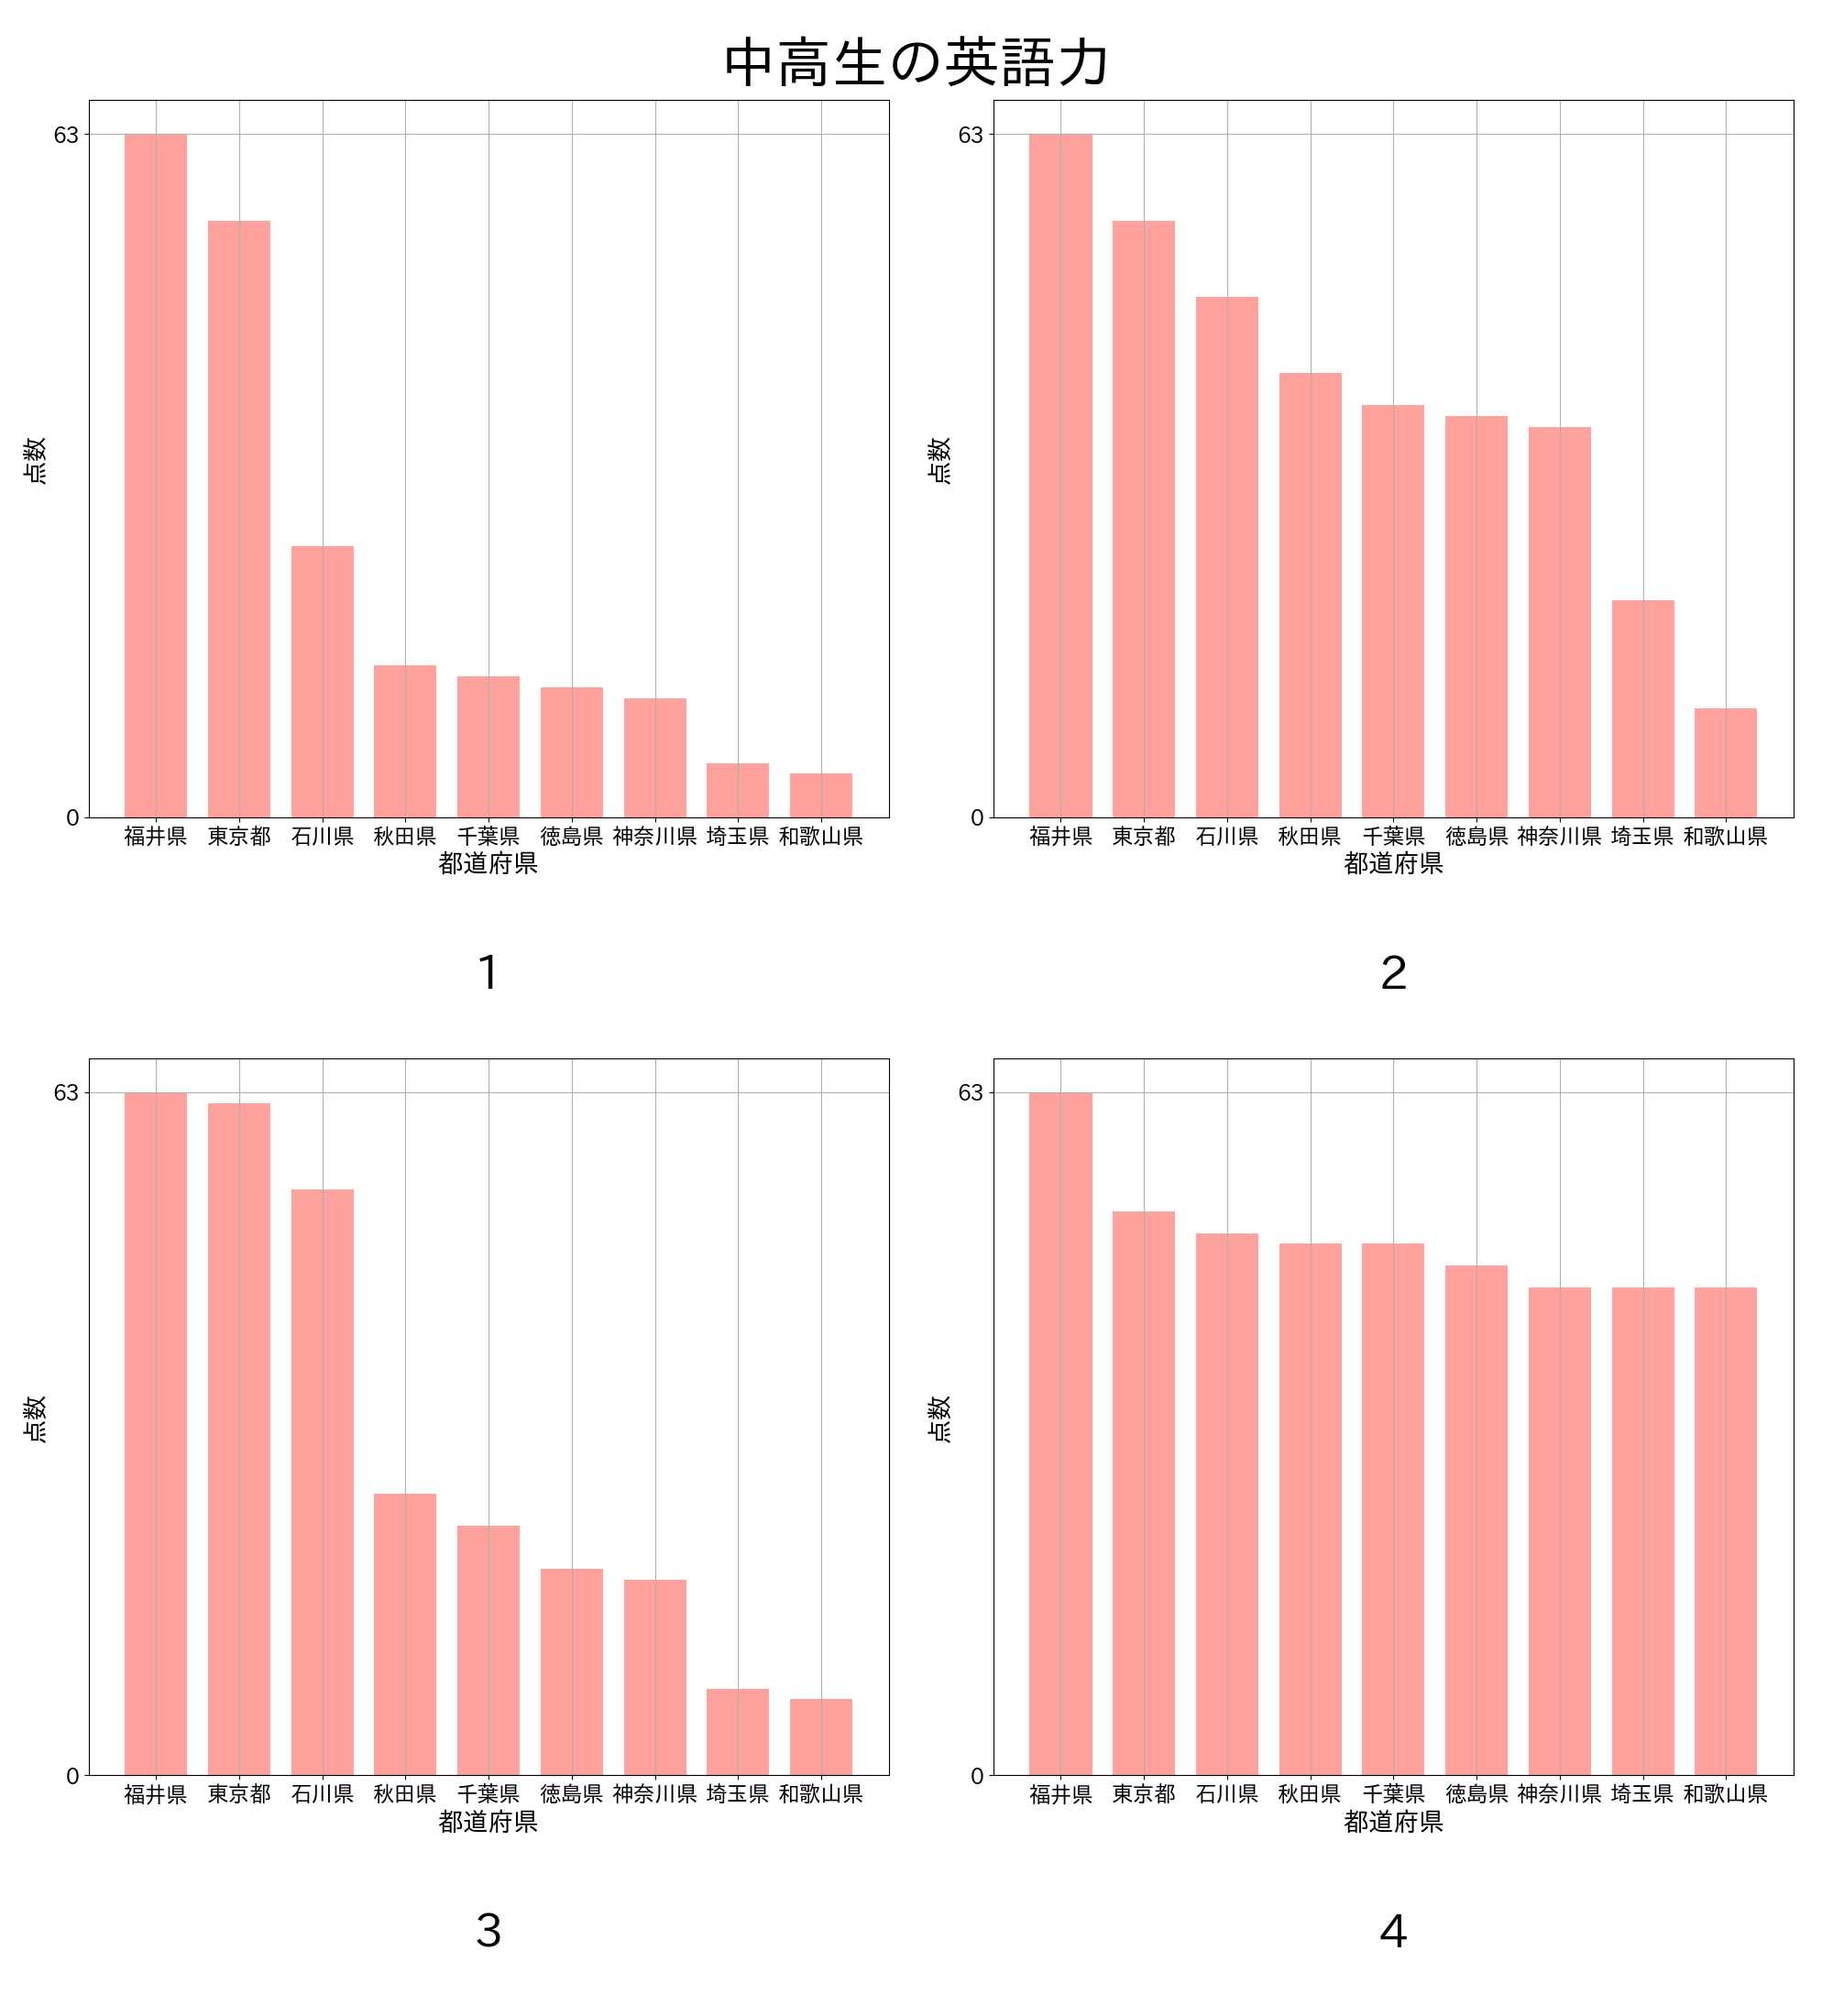 中高生の英語力
63
0
点数
福井県 東京都 石川県 秋田県 千葉県 徳島県 神奈川県 埼玉県 和歌山県
都道府県
1
63
0
点数
福井県 東京都 石川県 秋田県 千葉県 徳島県 神奈川県 埼玉県 和歌山県
都道府県
2
63
0
点数
福井県 東京都 石川県 秋田県 千葉県 徳島県 神奈川県 埼玉県 和歌山県
都道府県
3
63
0
点数
福井県 東京都 石川県 秋田県 千葉県 徳島県 神奈川県 埼玉県 和歌山県
都道府県
4